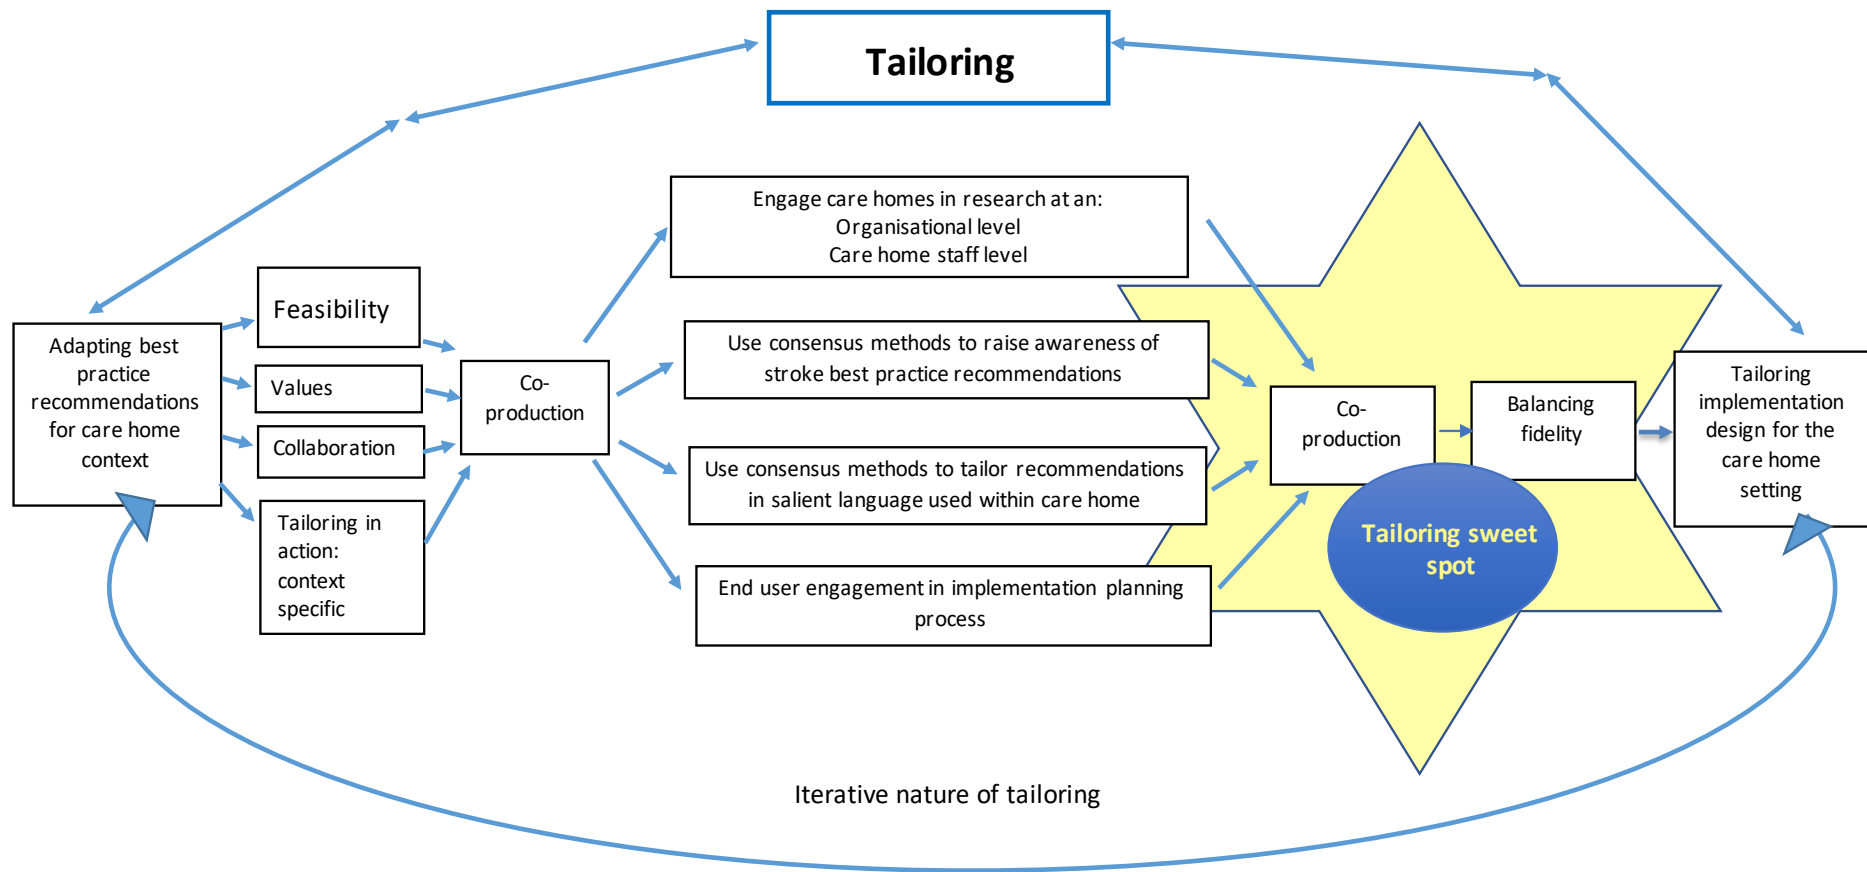 Tailoring
Engage care homes in research at an:
Organisational level
Care home staff level
Feasibility
Adapting best
practice
recommendations
for care home
context
Values
Collaboration
Tailoring in
action:
context
specific
Co-
production
Use consensus methods to raise awareness of
stroke best practice recommendations
Use consensus methods to tailor recommendations
in salient language used within care home
End user engagement in implementation planning
process
Co-
production
Balancing
fidelity
Tailoring sweet
spot
Tailoring
implementation
design for the
care home
setting
Iterative nature of tailoring